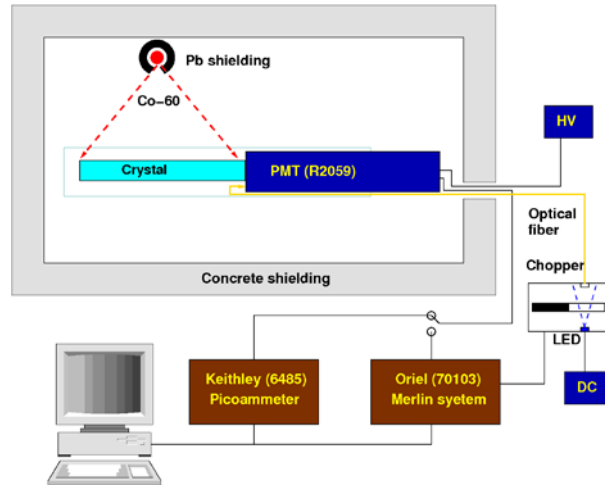 Pb shielding
Co-60
HV
Crystal
PMT (R2059)
Optical
fiber
Concrete shielding
Chopper
LED
Keithley (6485)
Picoammeter
Oriel (70103)
Merlin syetem
DC